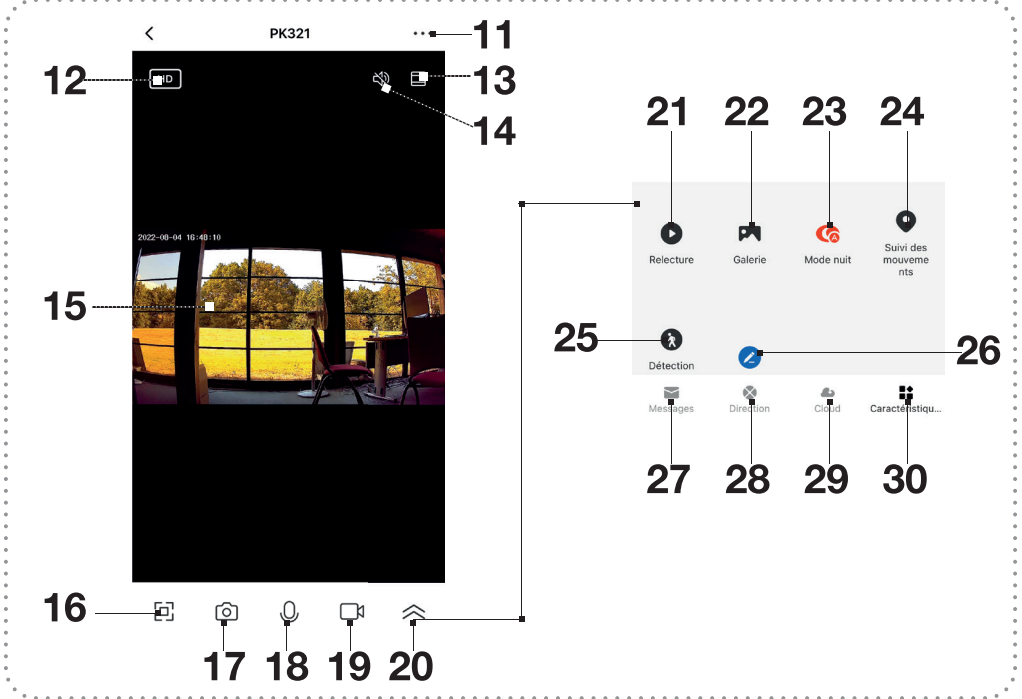 PK321
11
12
HD
13
14
2022-08-04 16:48:10
15
16
17
18
19
20
21
22
23
24
Relecture
Galerie
Mode nuit
Suivi des
mouveme
nts
25
Détection
26
Messages
Direction
Cloud
Caractéristiqu...
27
28
29
30